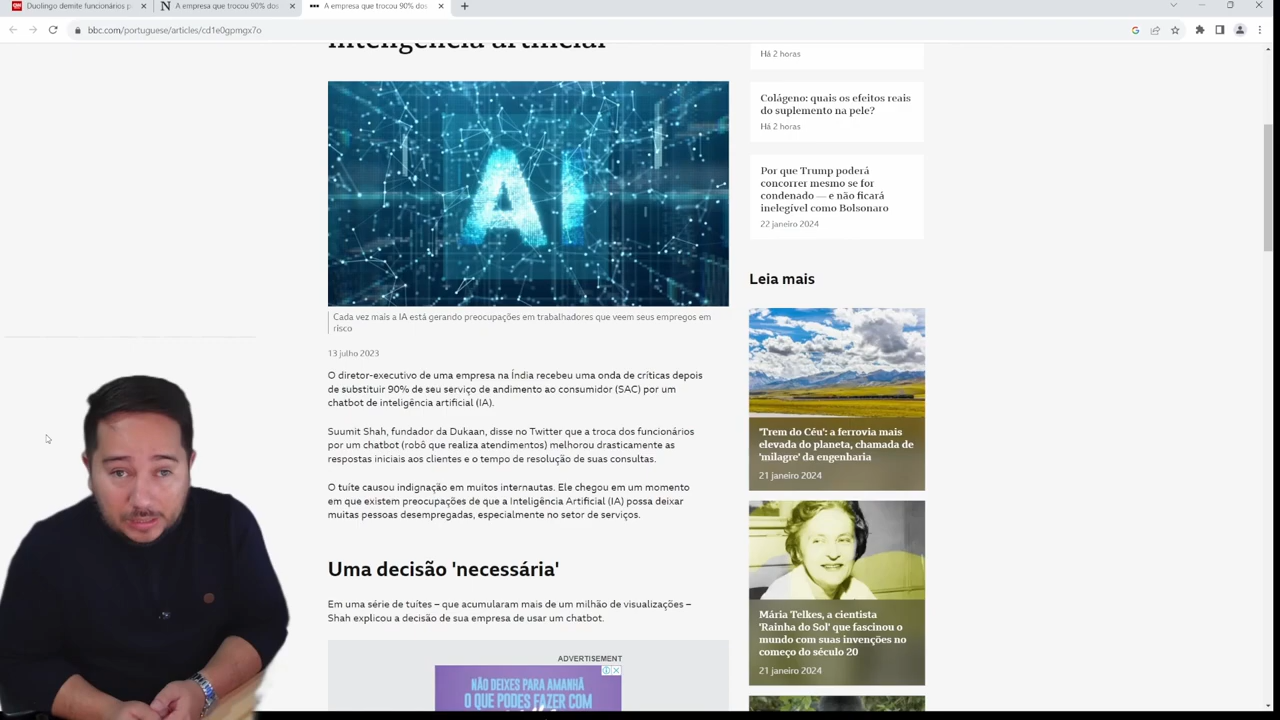 Duolingo demite funcionários p
A empresa que trocou 90% dos
A empresa que trocou 90% dos
bbc.com/portuguese/articles/cd1e0gpmgx7o
inteligência artificial
Há 2 horas
Colágeno: quais os efeitos reais
do suplemento na pele?
Há 2 horas
Por que Trump poderá
concorrer mesmo se for
condenado — e não ficará
inelegível como Bolsonaro
22 janeiro 2024
AI
Cada vez mais a IA está gerando preocupações em trabalhadores que veem seus empregos em
risco
13 julho 2023
O diretor-executivo de uma empresa na Índia recebeu uma onda de críticas depois
de substituir 90% de seu serviço de andimento ao consumidor (SAC) por um
chatbot de inteligência artificial (IA).
Suumit Shah, fundador da Dukaan, disse no Twitter que a troca dos funcionários
por um chatbot (robô que realiza atendimentos) melhorou drasticamente as
respostas iniciais aos clientes e o tempo de resolução de suas consultas.
O tuíte causou indignação em muitos internautas. Ele chegou em um momento
em que existem preocupações de que a Inteligência Artificial (IA) possa deixar
muitas pessoas desempregadas, especialmente no setor de serviços.
Uma decisão 'necessária'
Em uma série de tuítes – que acumularam mais de um milhão de visualizações –
Shah explicou a decisão de sua empresa de usar um chatbot.
ADVERTISEMENT
NÃO DEIXES PARA AMANHÃ
O QUE PODES FAZER COM
Leia mais
'Trem do Céu': a ferrovia mais
elevada do planeta, chamada de
'milagre' da engenharia
21 janeiro 2024
Mária Telkes, a cientista
'Rainha do Sol' que fascinou o
mundo com suas invenções no
começo do século 20
21 janeiro 2024